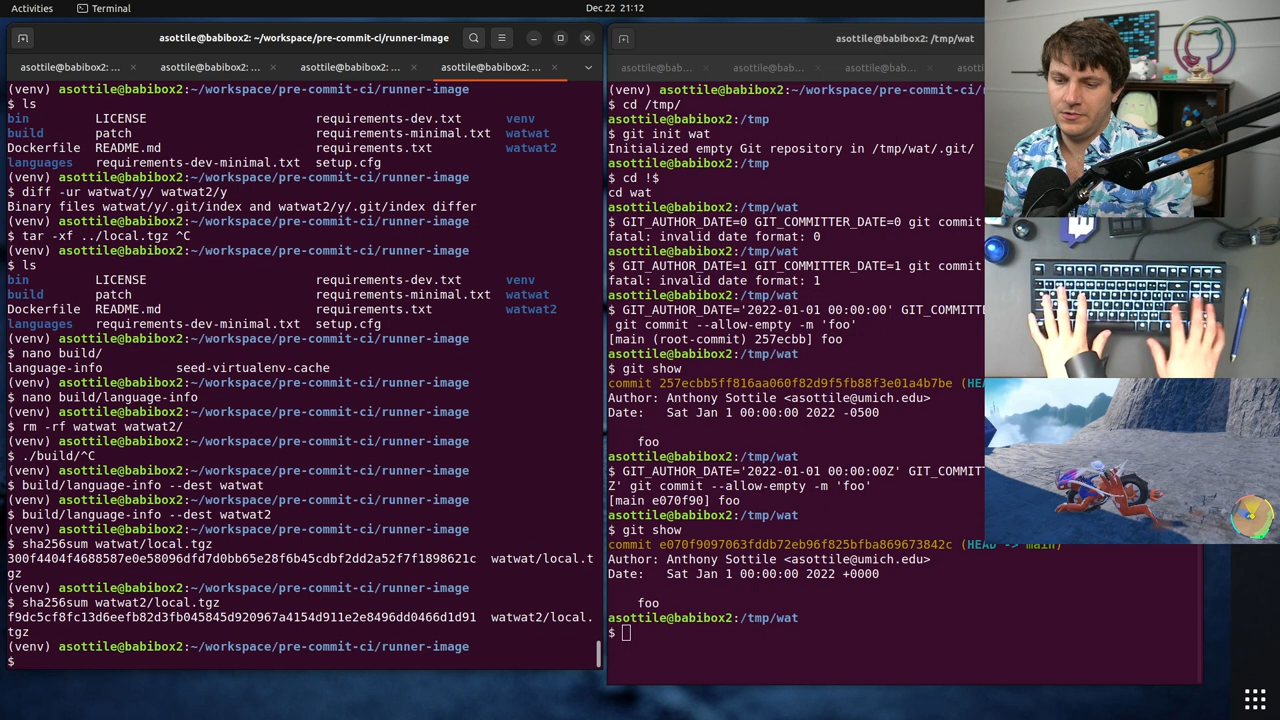 Activities
Terminal
Dec 22 21:12
asottile@babibox2: ~/workspace/pre-commit-ci/runner-image
asottile@babibox2: ...
asottile@babibox2: ...
asottile@babibox2: ...
asottile@babibox2: ...
(venv) asottile@babibox2:~/workspace/pre-commit-ci/runner-image
$ ls
bin LICENSE requirements-dev.txt venv
build patch requirements-minimal.txt watwat
Dockerfile README.md requirements.txt watwat2
languages requirements-dev-minimal.txt setup.cfg
(venv) asottile@babibox2:~/workspace/pre-commit-ci/runner-image
$ diff -ur watwat/y/ watwat2/y
Binary files watwat/y/.git/index and watwat2/y/.git/index differ
(venv) asottile@babibox2:~/workspace/pre-commit-ci/runner-image
$ tar -xf ../local.tgz ^C
(venv) asottile@babibox2:~/workspace/pre-commit-ci/runner-image
$ ls
bin LICENSE requirements-dev.txt venv
build patch requirements-minimal.txt watwat
Dockerfile README.md requirements.txt watwat2
languages requirements-dev-minimal.txt setup.cfg
(venv) asottile@babibox2:~/workspace/pre-commit-ci/runner-image
$ nano build/
language-info seed-virtualenv-cache
(venv) asottile@babibox2:~/workspace/pre-commit-ci/runner-image
$ nano build/language-info
(venv) asottile@babibox2:~/workspace/pre-commit-ci/runner-image
$ rm -rf watwat watwat2/
(venv) asottile@babibox2:~/workspace/pre-commit-ci/runner-image
$ ./build/^C
(venv) asottile@babibox2:~/workspace/pre-commit-ci/runner-image
$ build/language-info --dest watwat
(venv) asottile@babibox2:~/workspace/pre-commit-ci/runner-image
$ build/language-info --dest watwat2
(venv) asottile@babibox2:~/workspace/pre-commit-ci/runner-image
$ sha256sum watwat/local.tgz
300f4404f4688587e0e58096dfd7d0bb65e28f6b45cdbf2dd2a52f7f1898621c watwat/local.t
gz
(venv) asottile@babibox2:~/workspace/pre-commit-ci/runner-image
$ sha256sum watwat2/local.tgz
f9dc5cf8fc13d6eefb82d3fb045845d920967a4154d911e2e8496dd0466d1d91 watwat2/local.
tgz
(venv) asottile@babibox2:~/workspace/pre-commit-ci/runner-image
$
asottile@babibox2: /tmp/wat
asottile@bab...
asottile@bab...
asottile@bab...
asottile
(venv) asottile@babibox2:~/workspace/pre-commit-ci/r
$ cd /tmp/
asottile@babibox2:/tmp
$ git init wat
Initialized empty Git repository in /tmp/wat/.git/
asottile@babibox2:/tmp
$ cd !$
cd wat
asottile@babibox2:/tmp/wat
$ GIT_AUTHOR_DATE=0 GIT_COMMITTER_DATE=0 git commit
fatal: invalid date format: 0
asottile@babibox2:/tmp/wat
$ GIT_AUTHOR_DATE=1 GIT_COMMITTER_DATE=1 git commit
fatal: invalid date format: 1
asottile@babibox2:/tmp/wat
$ GIT_AUTHOR_DATE='2022-01-01 00:00:00' GIT_COMMITTE
git commit --allow-empty -m 'foo'
[main (root-commit) 257ecbb] foo
asottile@babibox2:/tmp/wat
$ git show
commit 257ecbb5ff816aa060f82d9f5fb88f3e01a4b7be (HEA
Author: Anthony Sottile <asottile@umich.edu>
Date: Sat Jan 1 00:00:00 2022 -0500
foo
asottile@babibox2:/tmp/wat
$ GIT_AUTHOR_DATE='2022-01-01 00:00:00Z' GIT_COMMITT
Z' git commit --allow-empty -m 'foo'
[main e070f90] foo
asottile@babibox2:/tmp/wat
$ git show
commit e070f9097063fddb72eb96f825bfba869673842c (HEAD -> main)
Author: Anthony Sottile <asottile@umich.edu>
Date: Sat Jan 1 00:00:00 2022 +0000
foo
asottile@babibox2:/tmp/wat
$